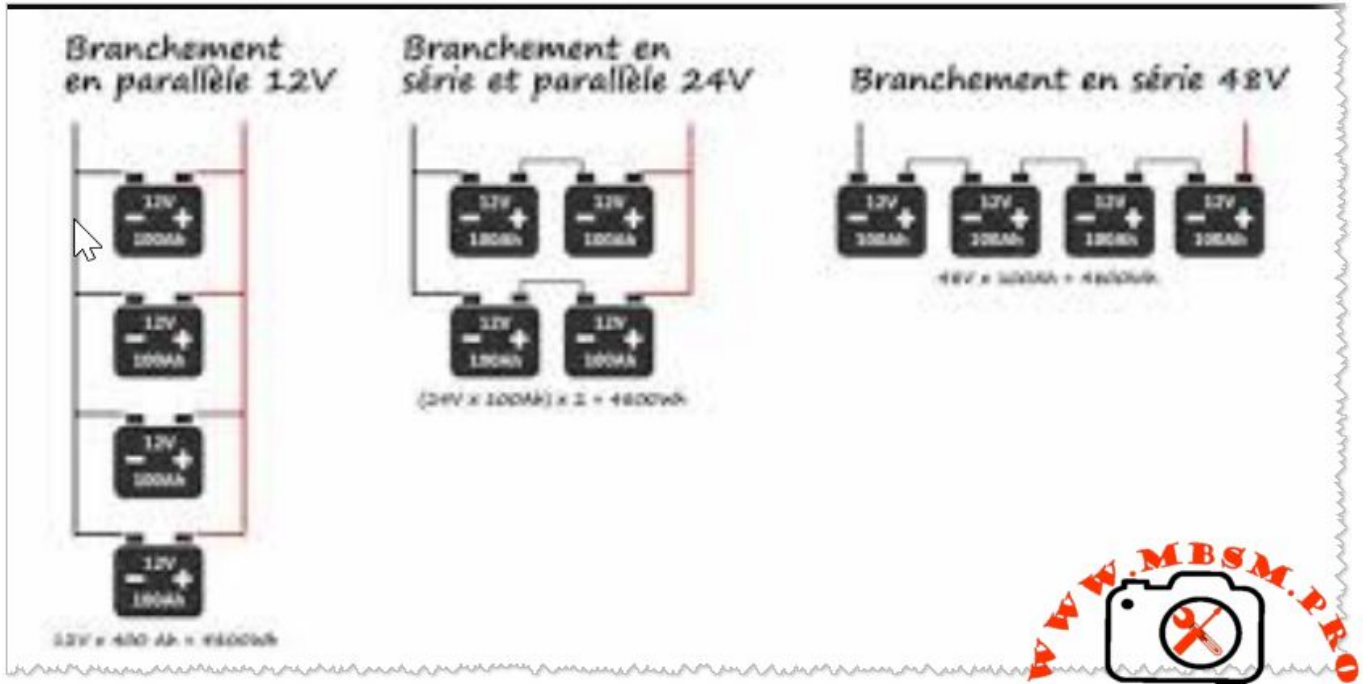 Branchement
en parallèle 12V
12V
100Ah
12V
100Ah
12V
100Ah
12V
100Ah
12V x 400 Ah = 4800Wh
Branchement en
série et parallèle 24V
12V
100Ah
12V
100Ah
12V
100Ah
12V
100Ah
(24V x 100Ah) x 2 = 4800Wh
Branchement en série 48V
12V
100Ah
12V
100Ah
12V
100Ah
12V
100Ah
48V x 100Ah = 4800Wh
WWW.MBSM.PRO